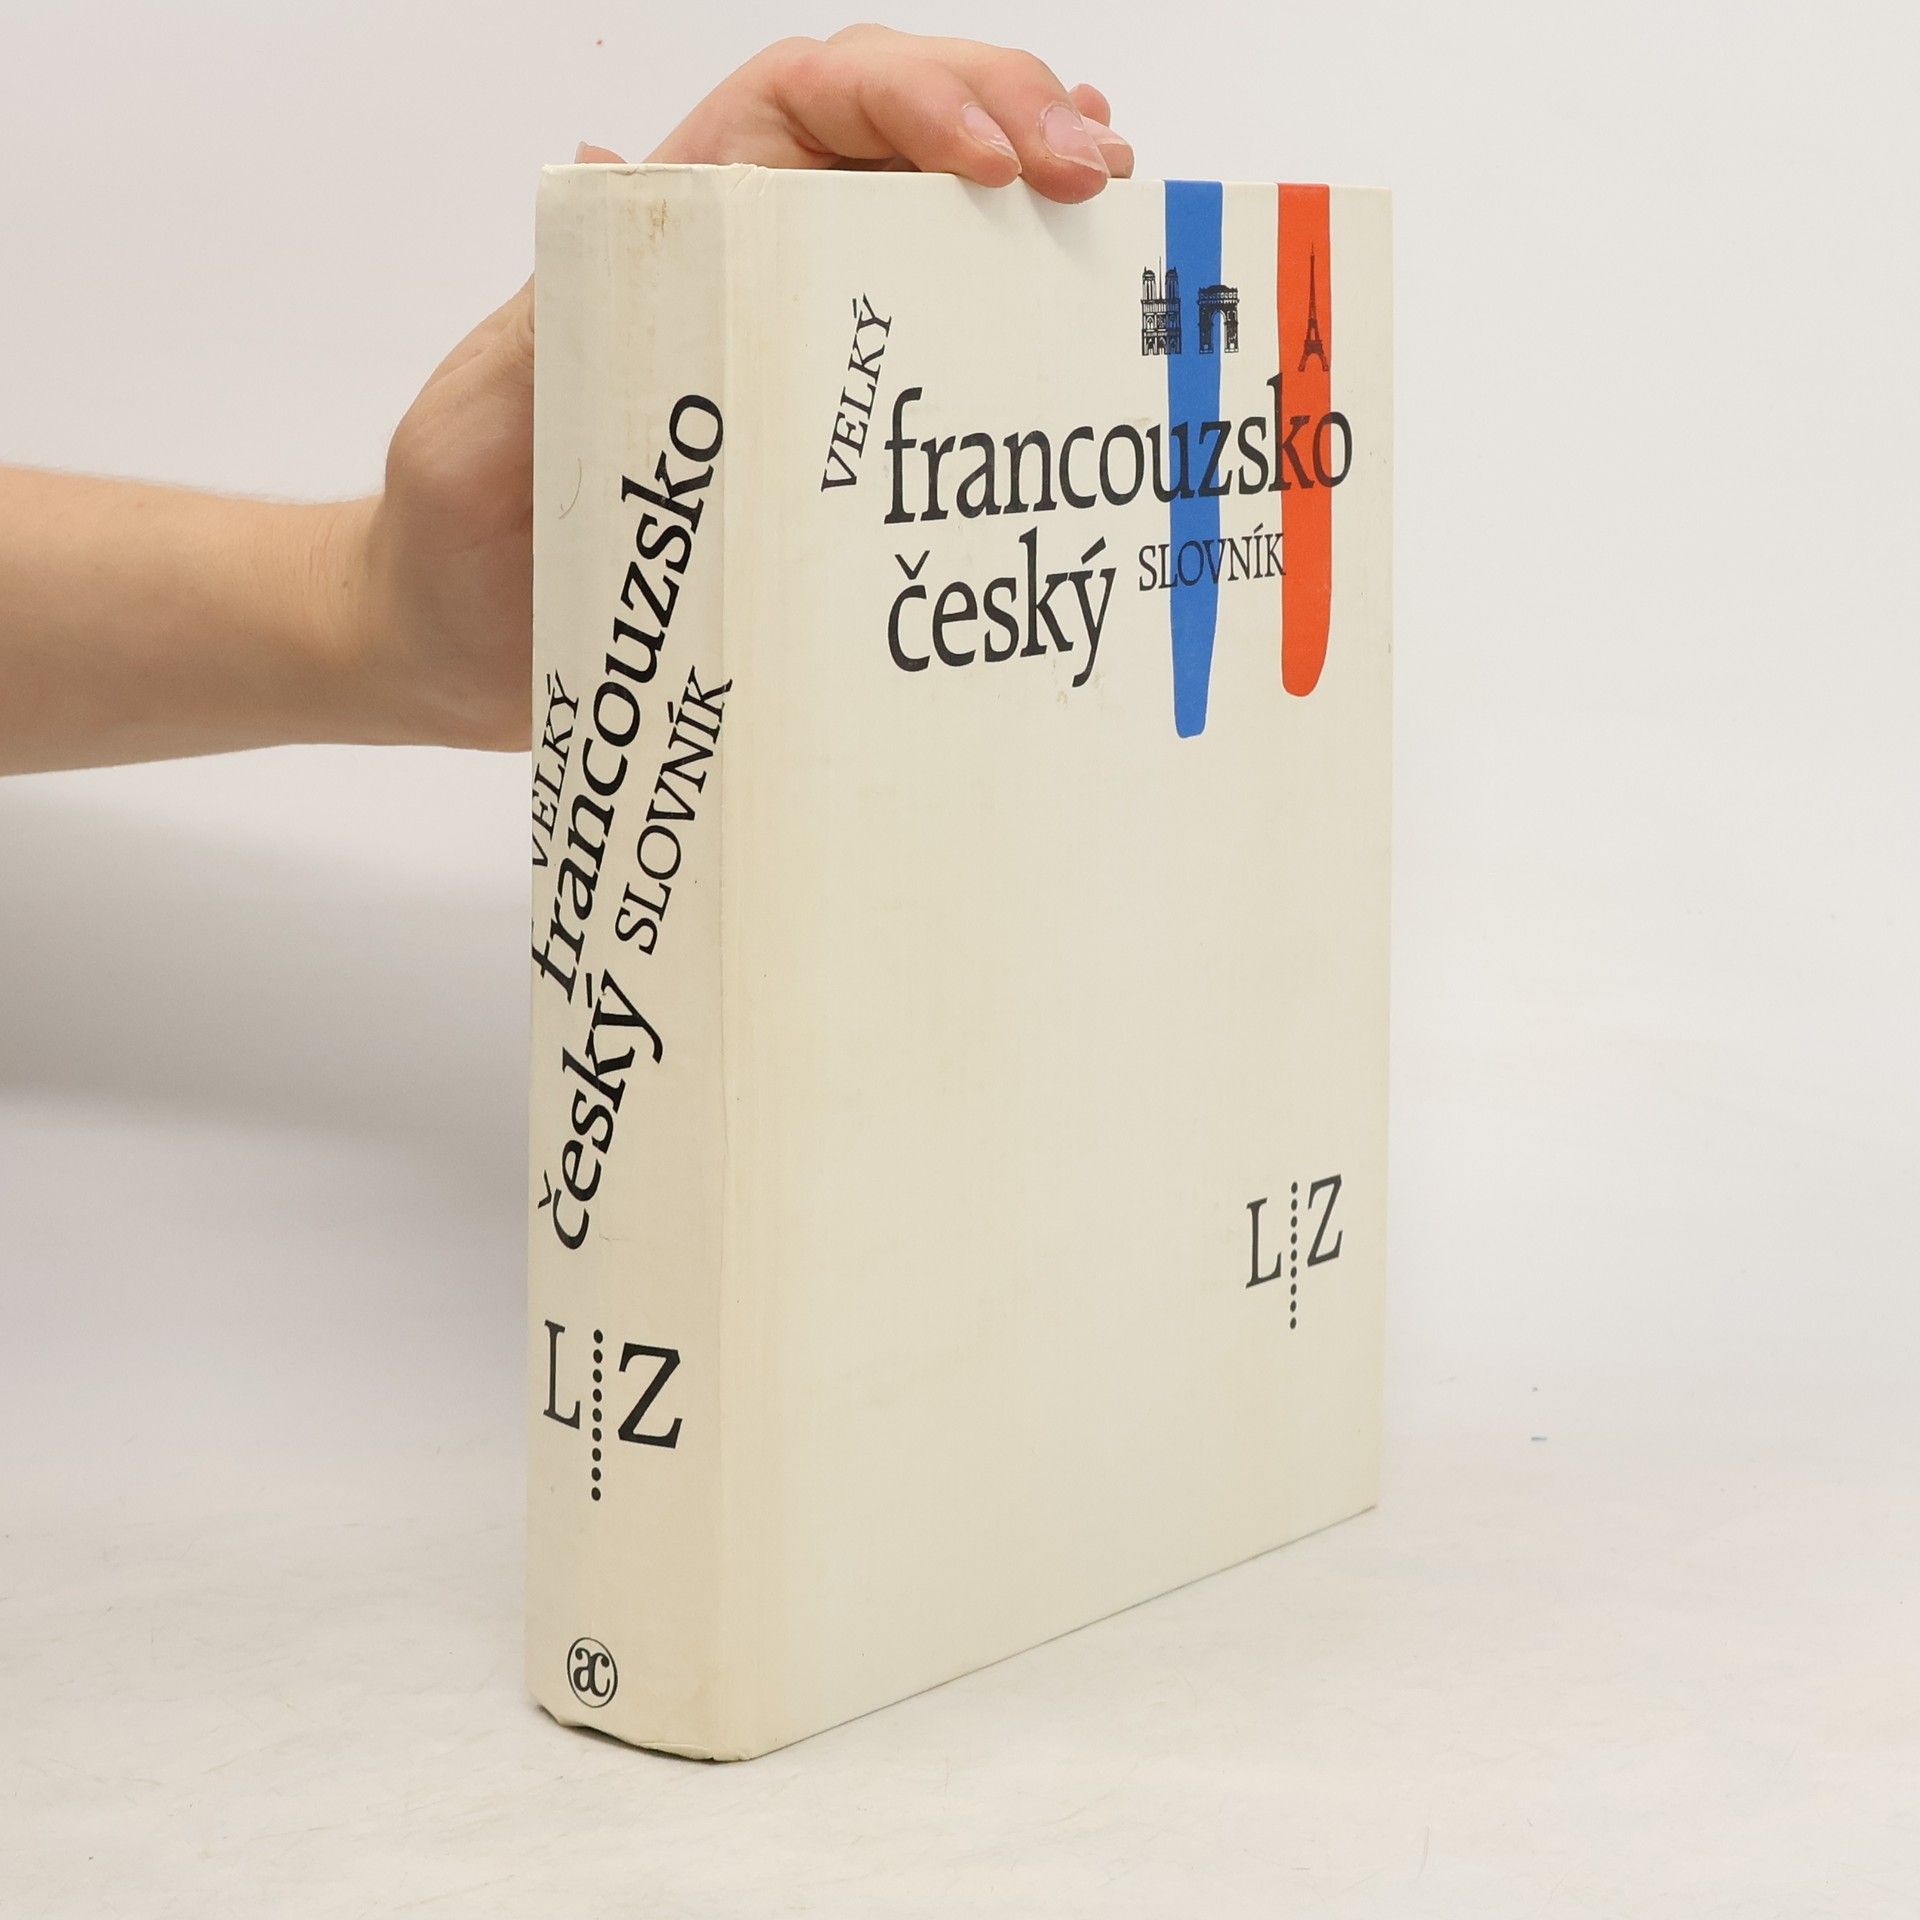 VELKÝ
francouzsko
český SLOVNÍK
L Z
VELKÝ
francouzsko
český SLOVNÍK
L Z
ac